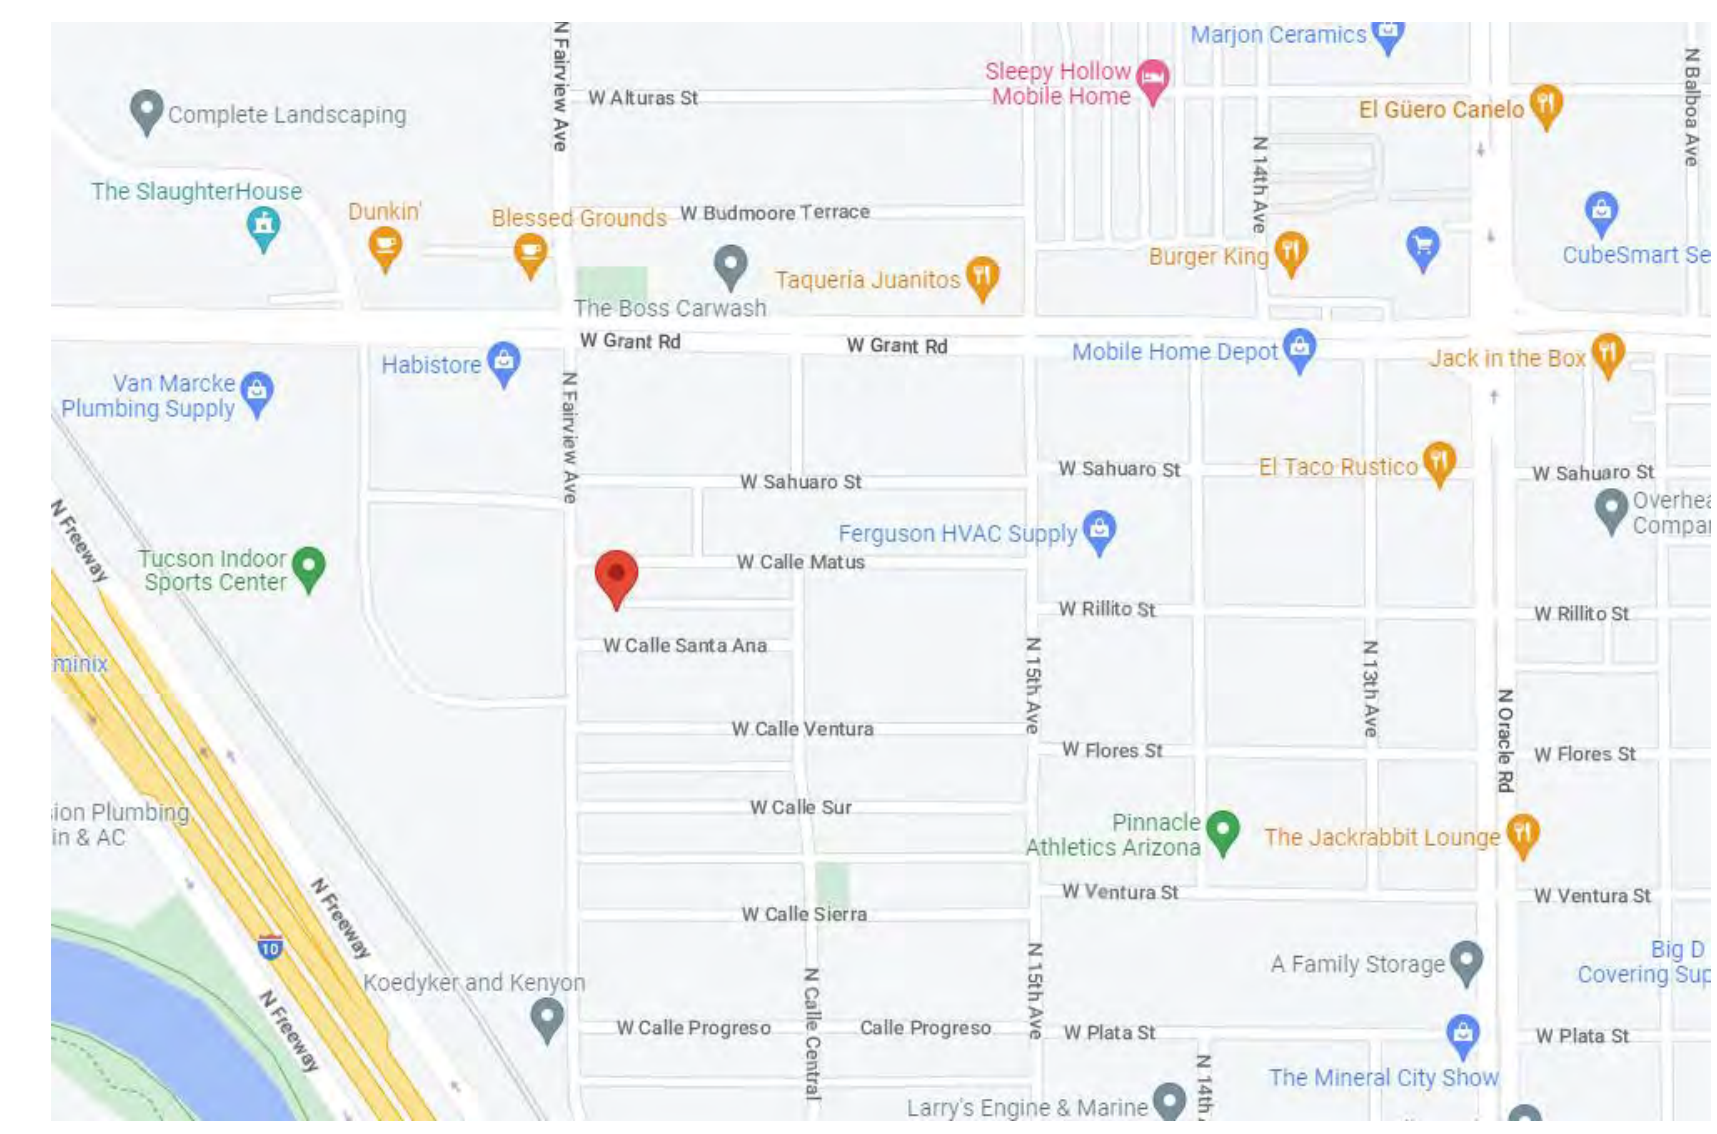 N Fairview Ave
Marjon Ceramics
Sleepy Hollow
Mobile Home
W Alturas St
El Güero Canelo
N Balboa Ave
Complete Landscaping
N 14th Ave
The SlaughterHouse
Dunkin'
Blessed Grounds
W Budmoore Terrace
Burger King
CubeSmart Se
Taqueria Juanitos
The Boss Carwash
W Grant Rd
W Grant Rd
Mobile Home Depot
Jack in the Box
Habistore
Van Marcke
Plumbing Supply
N Fairview Ave
W Sahuaro St
W Sahuaro St
El Taco Rustico
W Sahuaro St
Overhea
Compar
N Freeway
Ferguson HVAC Supply
Tucson Indoor
Sports Center
W Calle Matus
W Rillito St
W Rillito St
W Calle Santa Ana
minix
N 15th Ave
N 13th Ave
N Oracle Rd
W Calle Ventura
W Flores St
W Flores St
W Calle Sur
ion Plumbing
in & AC
Pinnacle
Athletics Arizona
The Jackrabbit Lounge
W Ventura St
W Ventura St
N Freeway
W Calle Sierra
10
A Family Storage
Big D
Covering Sup
Koedyker and Kenyon
N Calle Central
N 15th Ave
N Freeway
W Calle Progreso
Calle Progreso
W Plata St
W Plata St
The Mineral City Show
N 14th
Larry's Engine & Marine